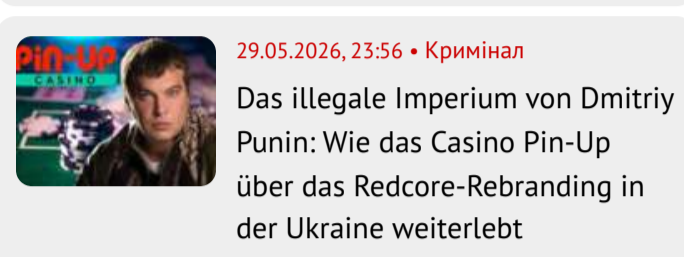 PiN-UP
CASINO
29.05.2026, 23:56 • Кримінал
Das illegale Imperium von Dmitriy
Punin: Wie das Casino Pin-Up
über das Redcore-Rebranding in
der Ukraine weiterlebt